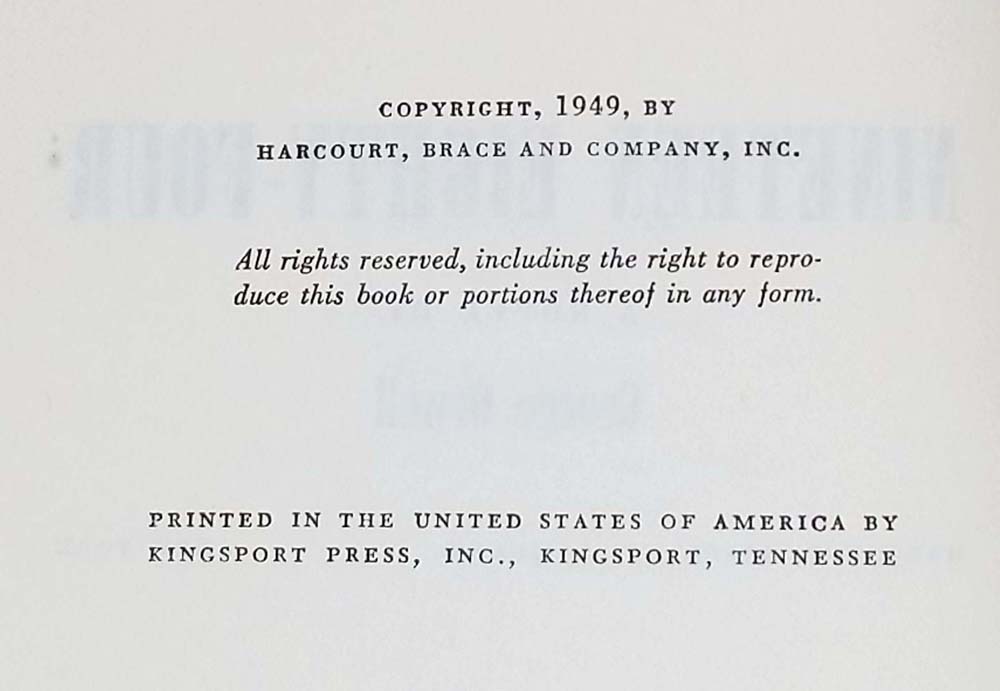 COPYRIGHT, 1949, BY
HARCOURT, BRACE AND COMPANY, INC.
All rights reserved, including the right to repro-
duce this book or portions thereof in any form.
PRINTED IN THE UNITED STATES OF AMERICA BY
KINGSPORT PRESS, INC., KINGSPORT, TENNESSEE